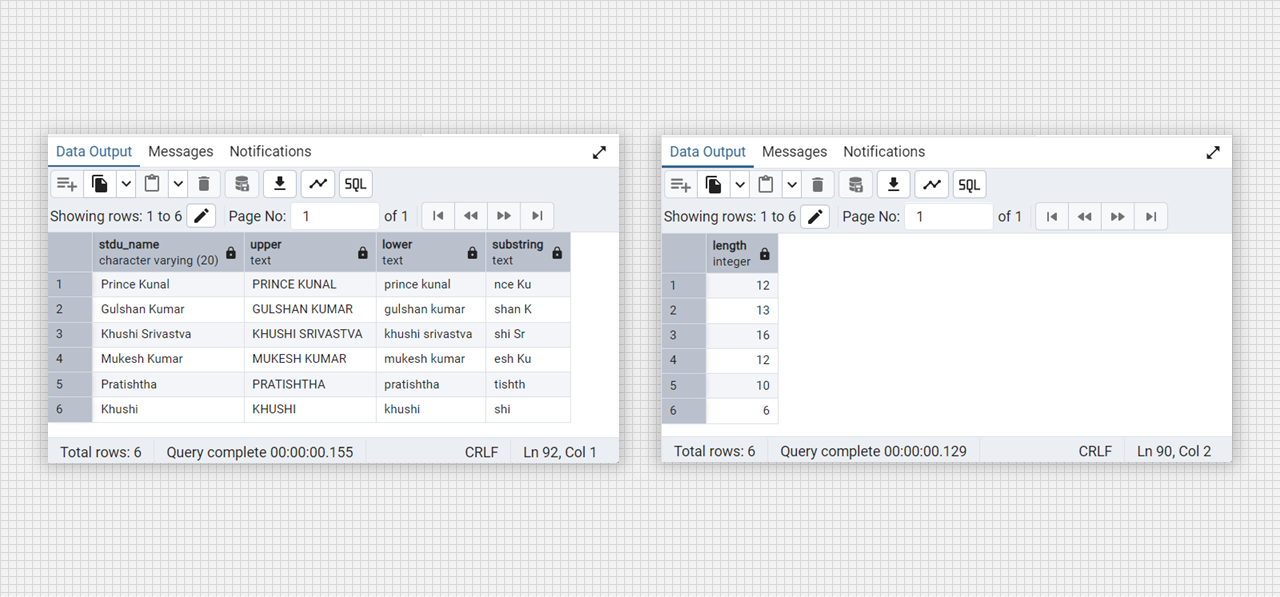 Data Output Messages Notifications
SQL
Showing rows: 1 to 6 Page No: 1 of 1
stdu_name upper lower substring
character varying (20) text text text
1 Prince Kunal PRINCE KUNAL prince kunal nce Ku
2 Gulshan Kumar GULSHAN KUMAR gulshan kumar shan K
3 Khushi Srivastva KHUSHI SRIVASTVA khushi srivastva shi Sr
4 Mukesh Kumar MUKESH KUMAR mukesh kumar esh Ku
5 Pratishtha PRATISHTHA pratishtha tishth
6 Khushi KHUSHI khushi shi
Total rows: 6 Query complete 00:00:00.155 CRLF Ln 92, Col 1
Data Output Messages Notifications
SQL
Showing rows: 1 to 6 Page No: 1 of 1
length
integer
1 12
2 13
3 16
4 12
5 10
6 6
Total rows: 6 Query complete 00:00:00.129 CRLF Ln 90, Col 2